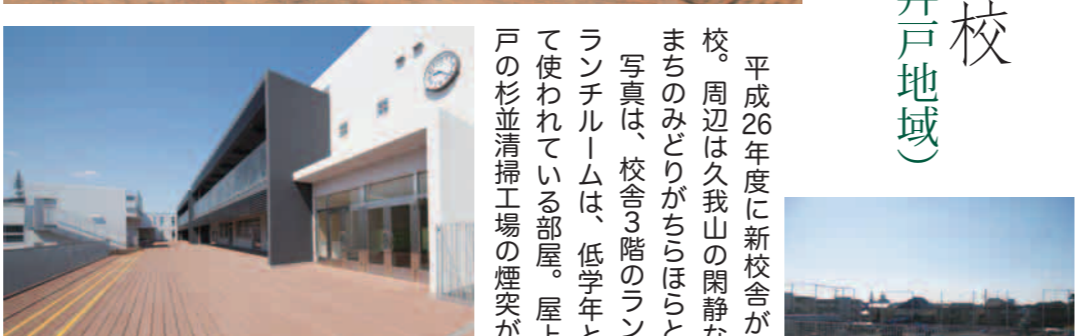 校
井戸地域）
平成26年度に新校舎が
校。周辺は久我山の閑静な
まちのみどりがちらほらと
写真は、校舎3階のラン
ランチルームは、低学年と
て使われている部屋。屋上
戸の杉並清掃工場の煙突が